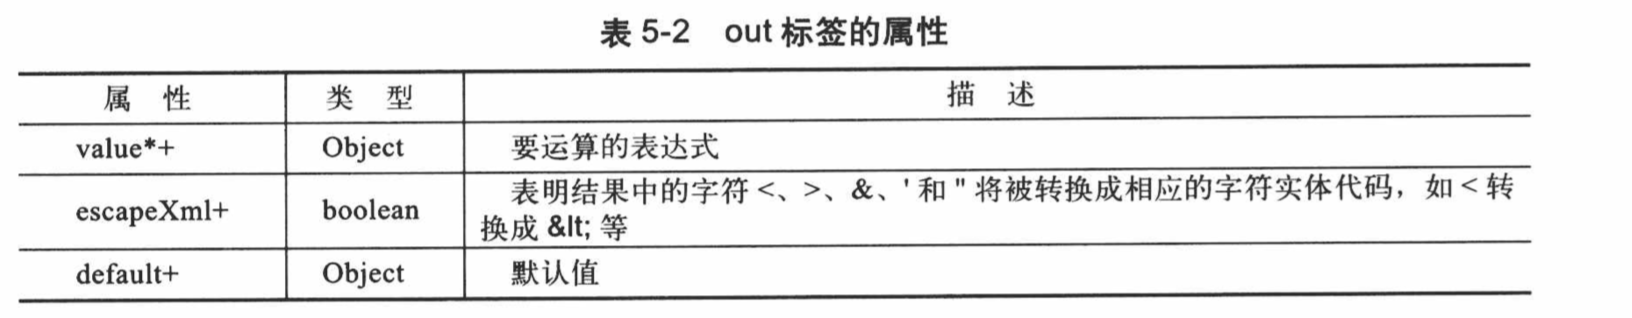 表 5-2 out 标签的属性
属 性 类 型 描 述
value*+ Object 要运算的表达式
escapeXml+ boolean 表明结果中的字符 <、>、&、' 和 " 将被转换成相应的字符实体代码，如 < 转
换成 &lt; 等
default+ Object 默认值